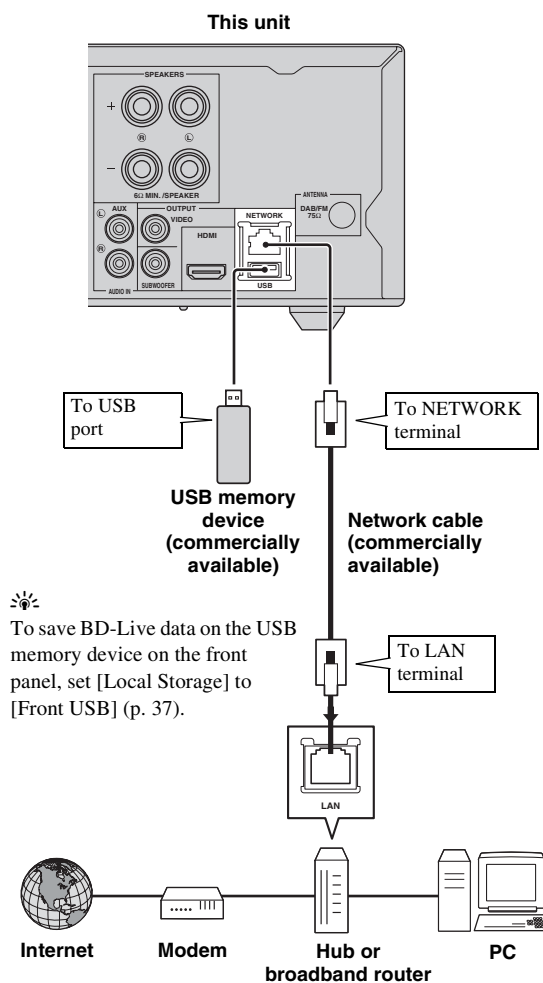 This unit
SPEAKERS
+
R
L
–
6Ω MIN. /SPEAKER
AUX
OUTPUT
L
VIDEO
R
AUDIO IN
SUBWOOFER
HDMI
NETWORK
USB
ANTENNA
DAB/FM
75Ω
To USB
port
To NETWORK
terminal
USB memory
device
(commercially
available)
Network cable
(commercially
available)
To save BD-Live data on the USB
memory device on the front
panel, set [Local Storage] to
[Front USB] (p. 37).
To LAN
terminal
LAN
Internet
Modem
Hub or
broadband router
PC